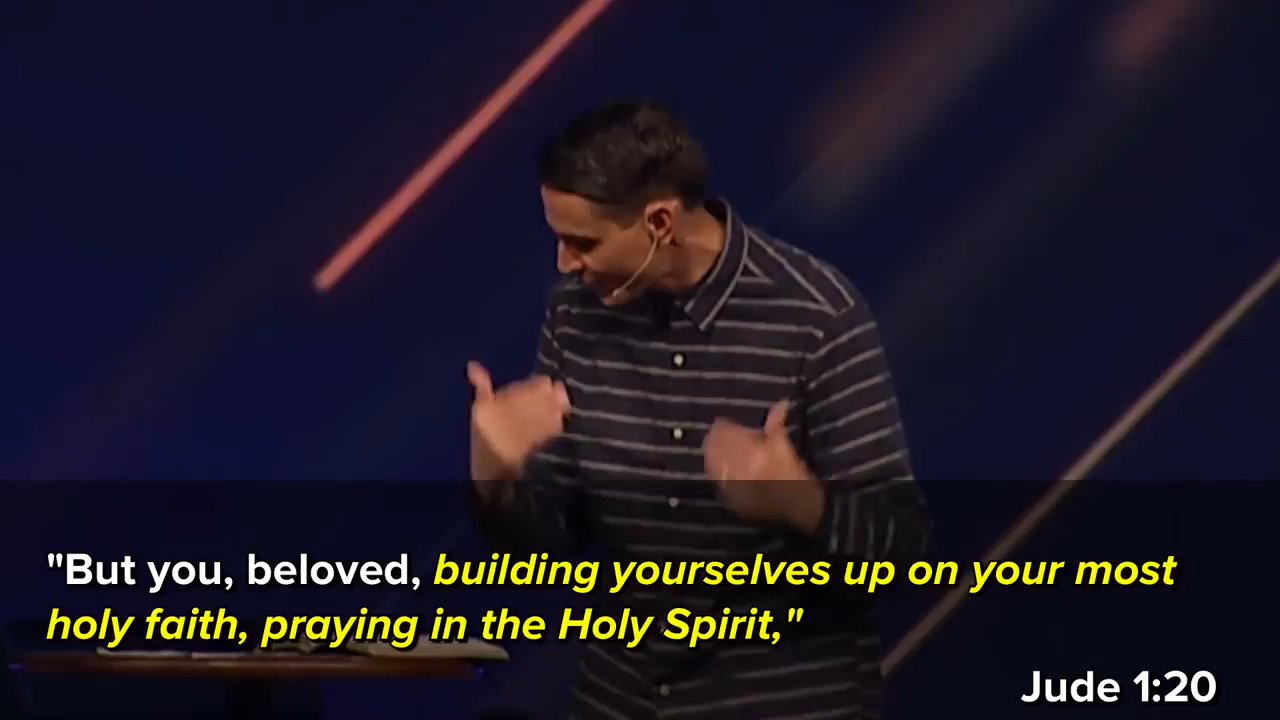 "But you, beloved, building yourselves up on your most
holy faith, praying in the Holy Spirit,"
Jude 1:20